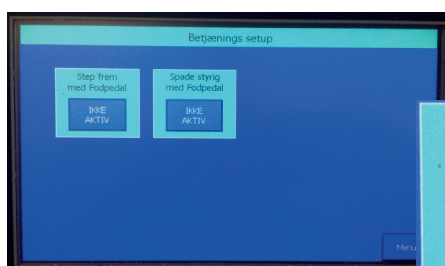 Betjænings setup
Step frem
med Fodpedal
IKKE
AKTIV
Spade styrig
med Fodpedal
IKKE
AKTIV
Menu